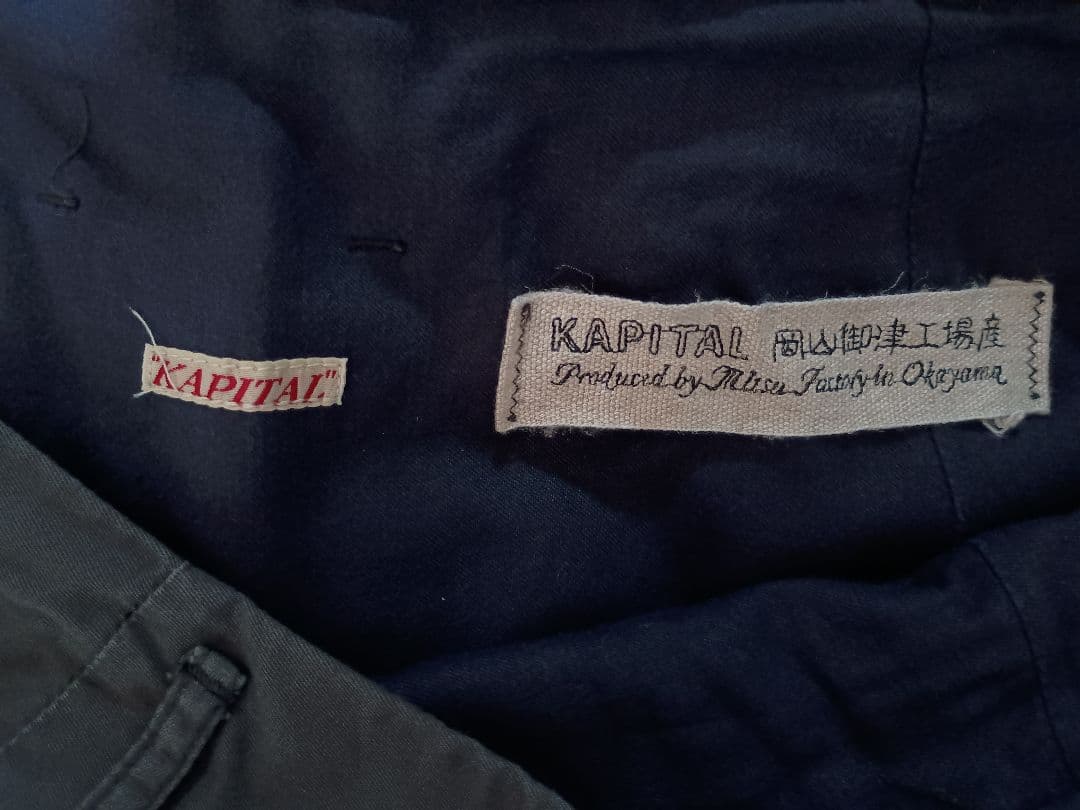 "KAPITAL"
KAPITAL 岡山御津工場産
Produced by Mitsu Factory in Okayama